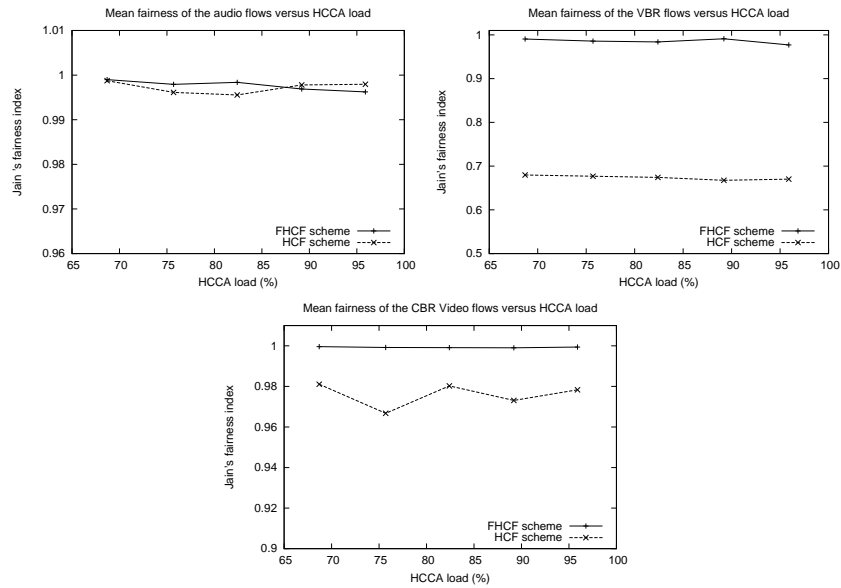 Mean fairness of the audio flows versus HCCA load
1.01
1
0.99
0.98
0.97
0.96
Jain 's fairness index
FHCF scheme
HCF scheme
65 70 75 80 85 90 95 100
HCCA load (%)
Mean fairness of the VBR flows versus HCCA load
1
0.9
0.8
0.7
0.6
0.5
Jain's fairness index
FHCF scheme
HCF scheme
65 70 75 80 85 90 95 100
HCCA load (%)
Mean fairness of the CBR Video flows versus HCCA load
1
0.98
0.96
0.94
0.92
0.9
Jain's fairness index
FHCF scheme
HCF scheme
65 70 75 80 85 90 95 100
HCCA load (%)